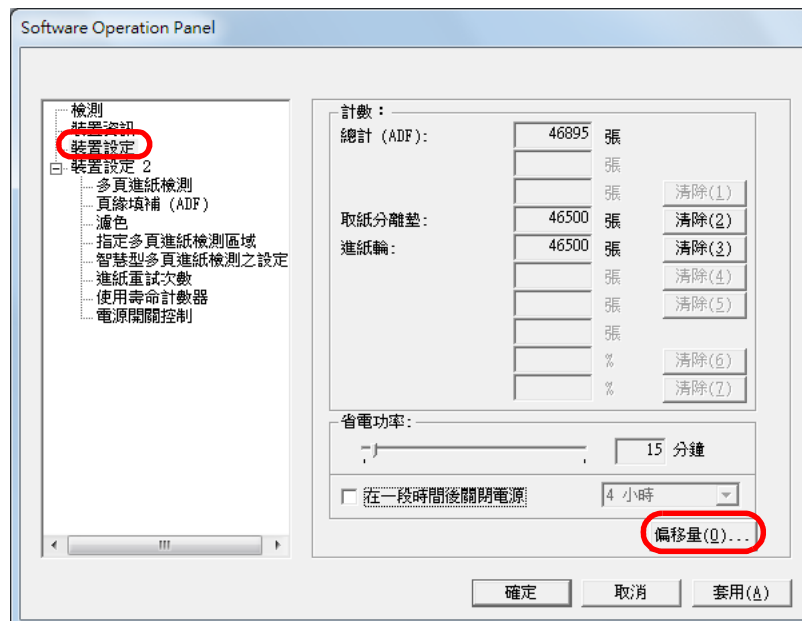 Software Operation Panel
檢測
裝置資訊
裝置設定
裝置設定 2
多頁進紙檢測
頁緣填補 (ADF)
濾色
指定多頁進紙檢測區域
智慧型多頁進紙檢測之設定
進紙重試次數
使用壽命計數器
電源開關控制
計數：
總計 (ADF): 46895 張
張
張 清除(1)
取紙分離墊: 46500 張 清除(2)
進紙輪: 46500 張 清除(3)
張 清除(4)
張 清除(5)
張
% 清除(6)
% 清除(7)
省電功率:
15 分鐘
在一段時間後關閉電源 4 小時
偏移量(O)...
確定 取消 套用(A)